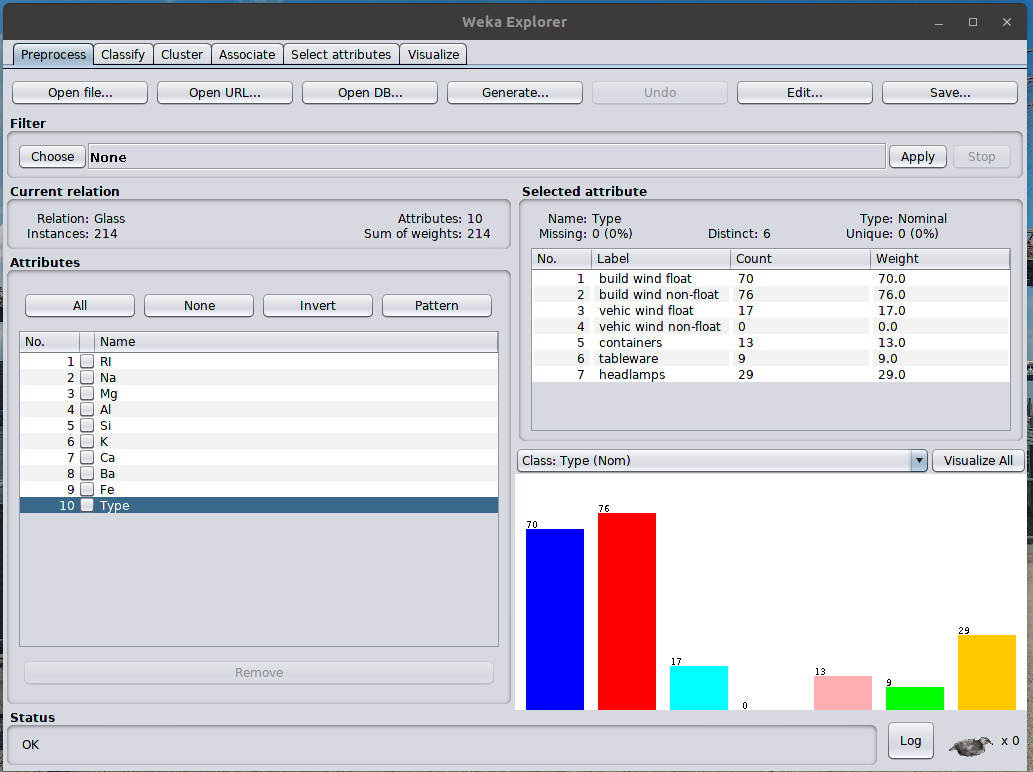 Weka Explorer
Preprocess Classify Cluster Associate Select attributes Visualize
Open file... Open URL... Open DB... Generate... Undo Edit... Save...
Filter
Choose None Apply Stop
Current relation
Relation: Glass Attributes: 10
Instances: 214 Sum of weights: 214
Attributes
All None Invert Pattern
No. Name
1 RI
2 Na
3 Mg
4 Al
5 Si
6 K
7 Ca
8 Ba
9 Fe
10 Type
Remove
Selected attribute
Name: Type Type: Nominal
Missing: 0 (0%) Distinct: 6 Unique: 0 (0%)
No. Label Count Weight
1 build wind float 70 70.0
2 build wind non-float 76 76.0
3 vehic wind float 17 17.0
4 vehic wind non-float 0 0.0
5 containers 13 13.0
6 tableware 9 9.0
7 headlamps 29 29.0
Class: Type (Nom) Visualize All
70 76 17 0 13 9 29
Status
OK Log x 0